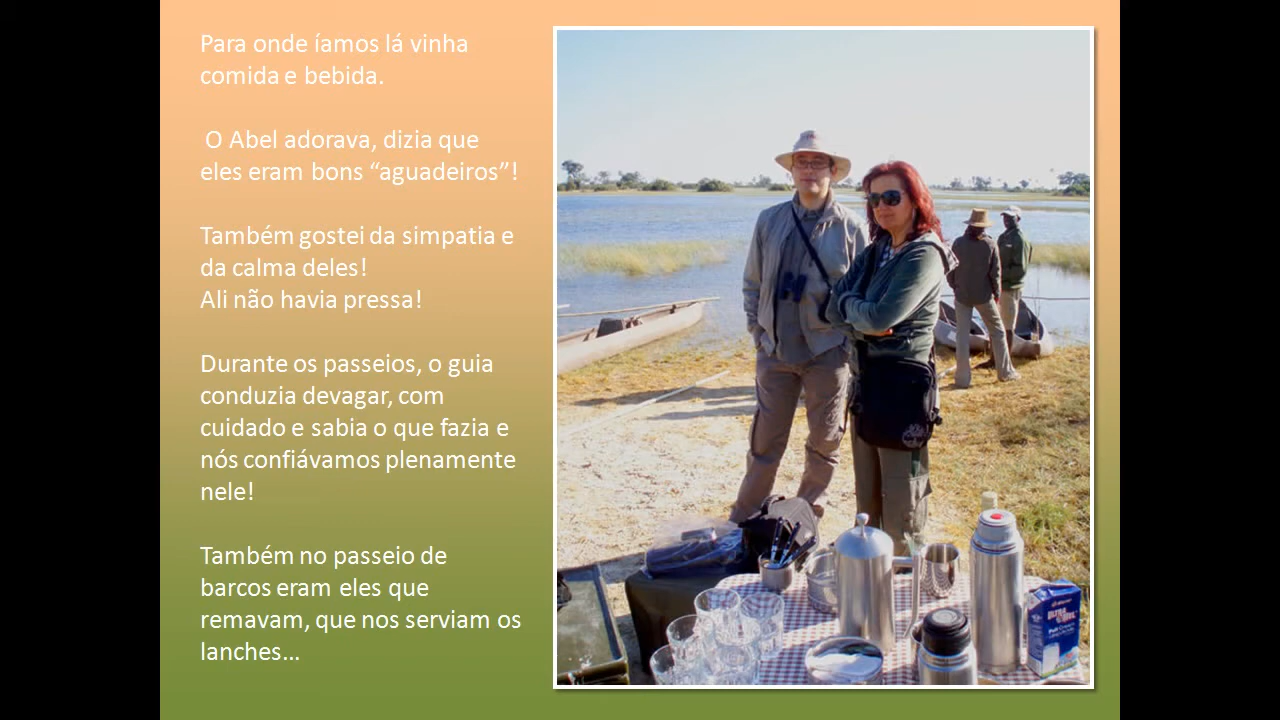 Para onde íamos lá vinha
comida e bebida.
O Abel adorava, dizia que
eles eram bons “aguadeiros”!
Também gostei da simpatia e
da calma deles!
Ali não havia pressa!
Durante os passeios, o guia
conduzia devagar, com
cuidado e sabia o que fazia e
nós confiávamos plenamente
nele!
Também no passeio de
barcos eram eles que
remavam, que nos serviam os
lanches...